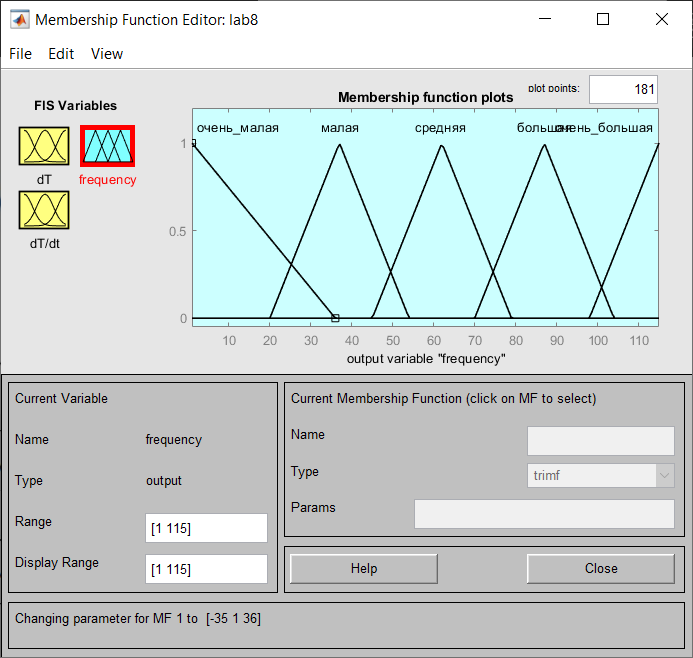 Membership Function Editor: lab8
File Edit View
FIS Variables
dT
frequency
dT/dt
Membership function plots
plot points:
181
очень_малая малая средняя большая очень_большая
1
0.5
0
10 20 30 40 50 60 70 80 90 100 110
output variable "frequency"
Current Variable
Name frequency
Type output
Range [1 115]
Display Range [1 115]
Current Membership Function (click on MF to select)
Name
Type trimf
Params
Help Close
Changing parameter for MF 1 to [-35 1 36]